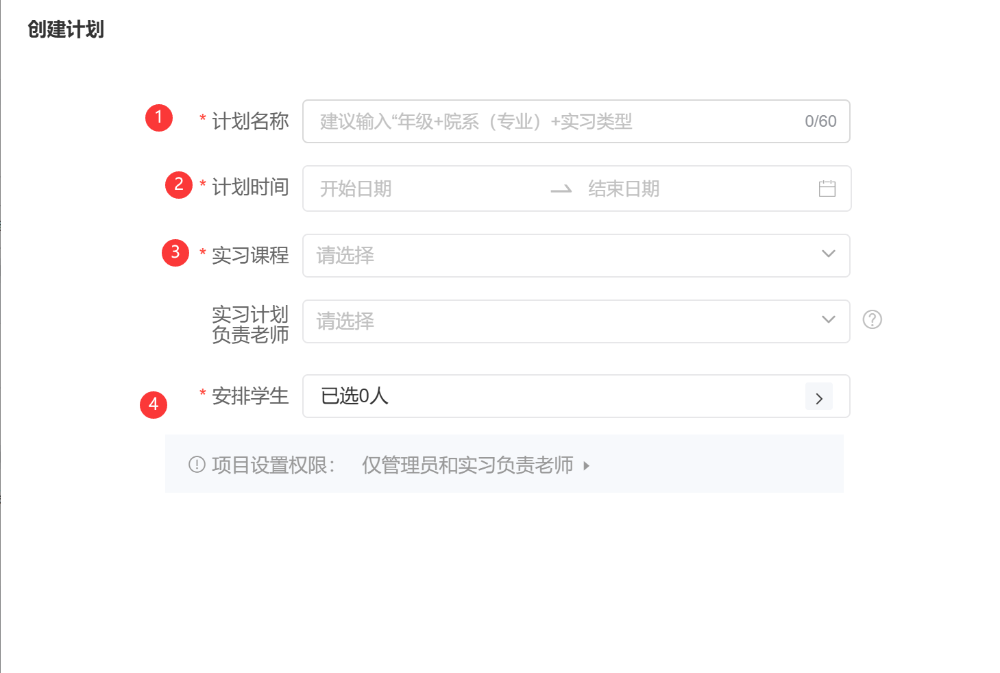 创建计划
1 * 计划名称 建议输入“年级+院系（专业）+实习类型 0/60
2 * 计划时间 开始日期 结束日期
3 * 实习课程 请选择
实习计划
负责老师 请选择 ?
4 * 安排学生 已选0人 >
项目设置权限： 仅管理员和实习负责老师